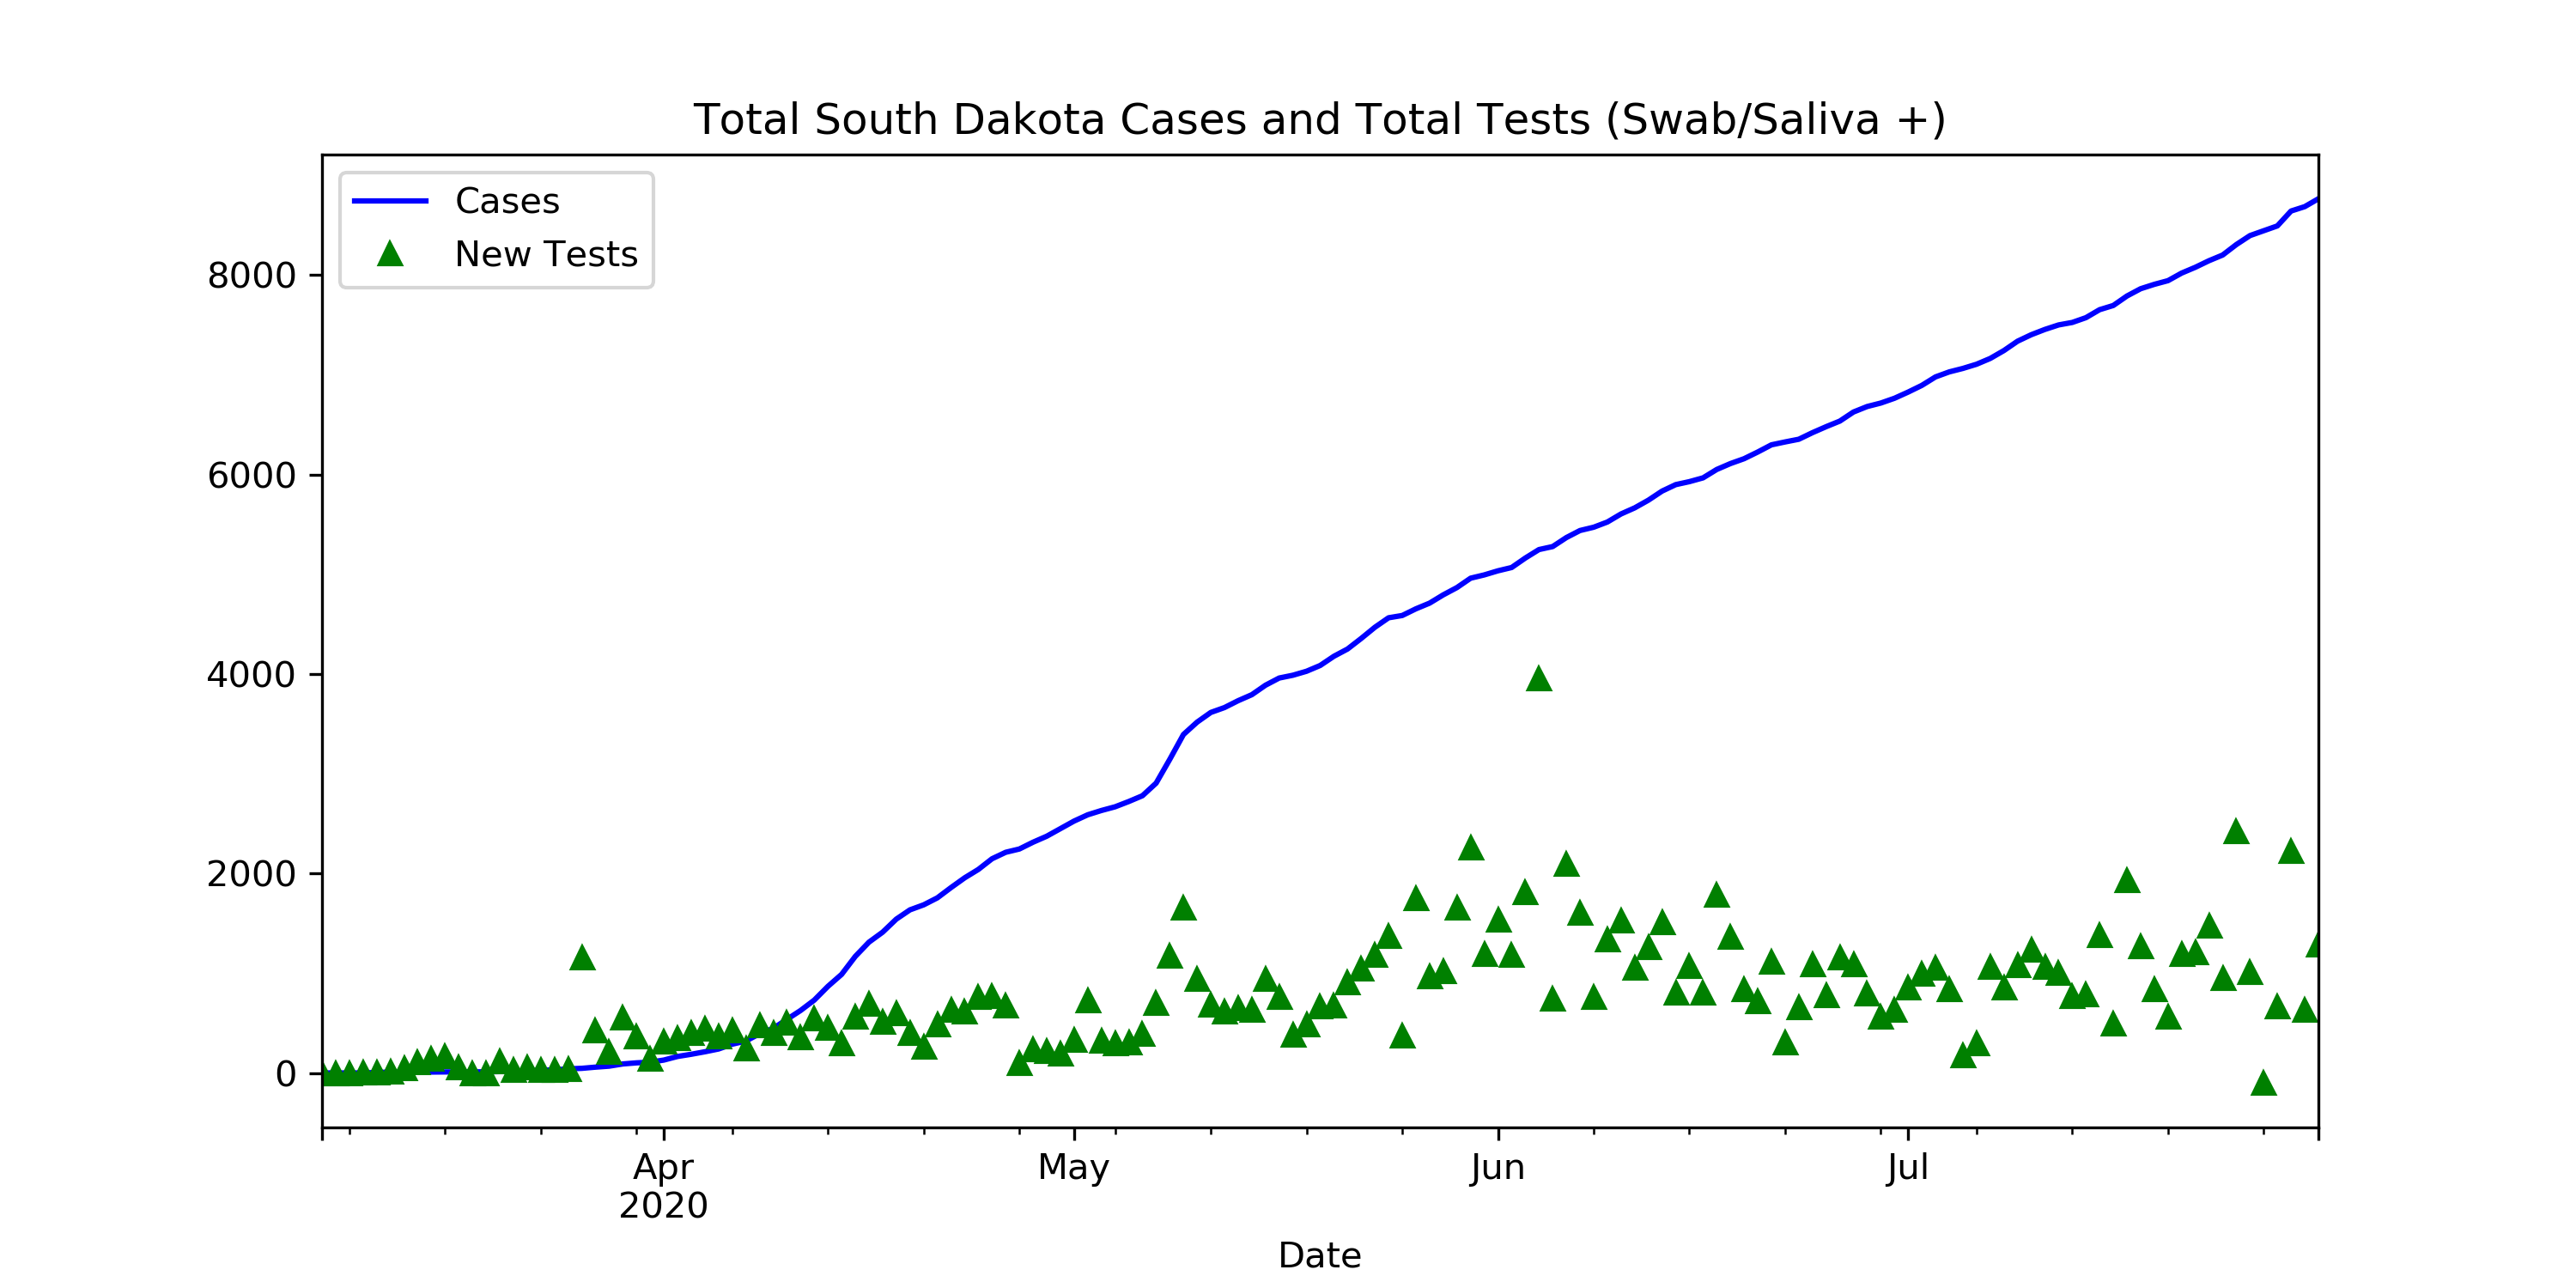 Total South Dakota Cases and Total Tests (Swab/Saliva +)
Cases
New Tests
8000
6000
4000
2000
0
Apr
2020
May
Jun
Jul
Date